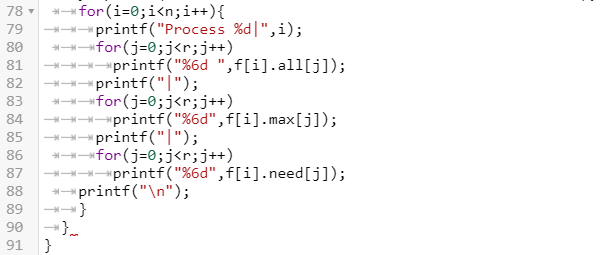 78 for(i=0;i<n;i++){
79 printf("Process %d|",i);
80 for(j=0;j<r;j++)
81 printf("%6d ",f[i].all[j]);
82 printf("|");
83 for(j=0;j<r;j++)
84 printf("%6d",f[i].max[j]);
85 printf("|");
86 for(j=0;j<r;j++)
87 printf("%6d",f[i].need[j]);
88 printf("\n");
89 }
90 }
91 }